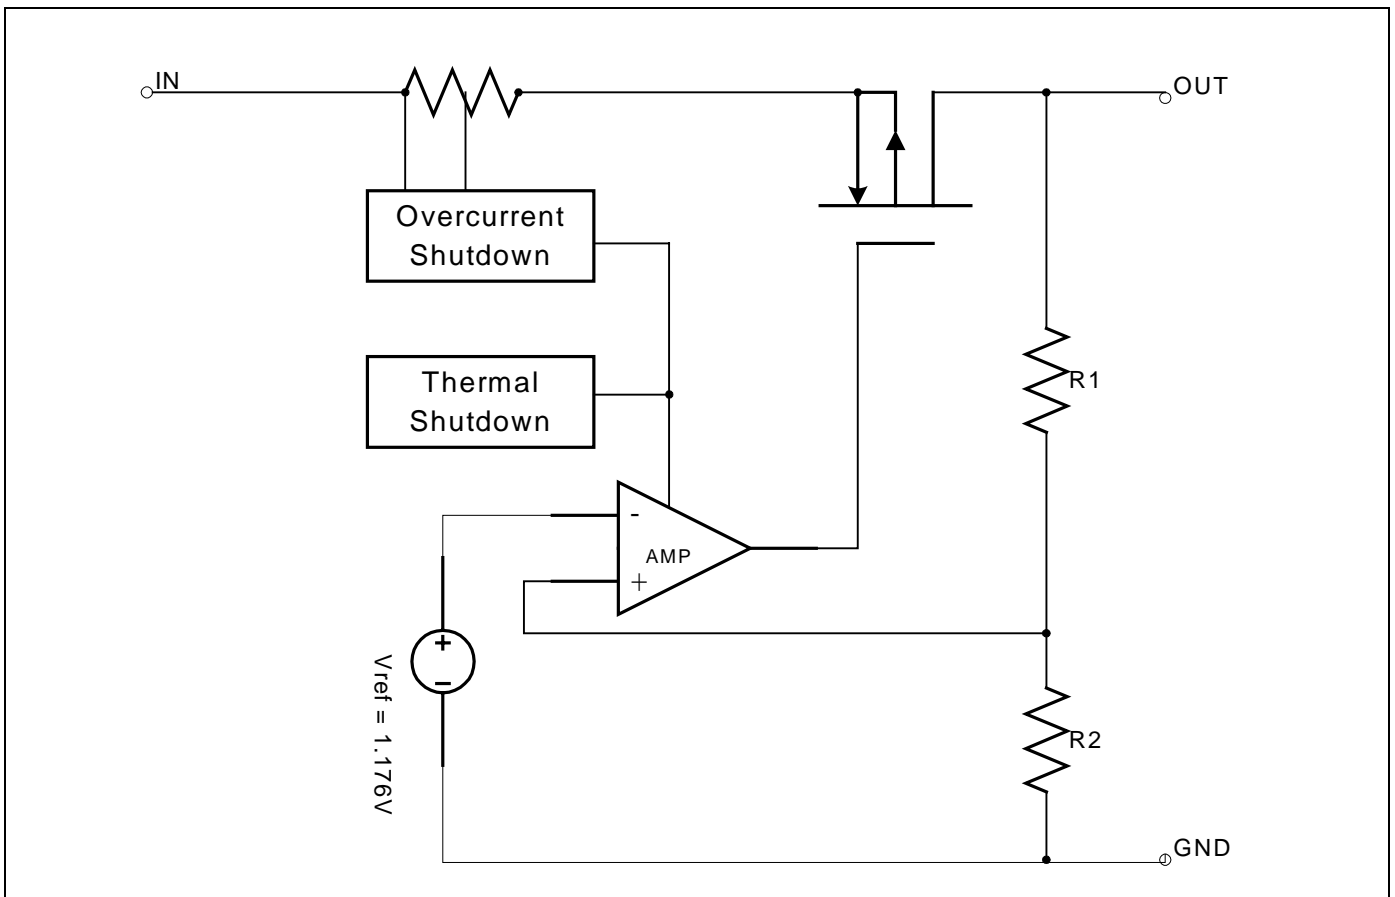 IN
OUT
Overcurrent
Shutdown
Thermal
Shutdown
R1
-
AMP
+
+
-
Vref = 1.176V
R2
GND